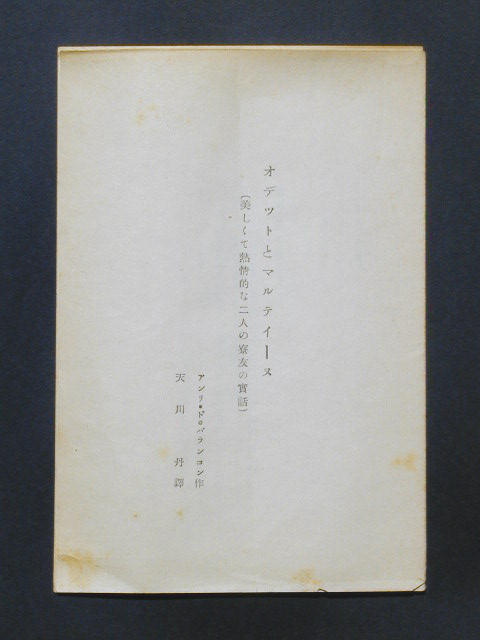 オデツトとマルテイーヌ
(美しくて熱情的な二人の寮友の實話)
アンリ・ドゥバランコン作
天川 丹譯